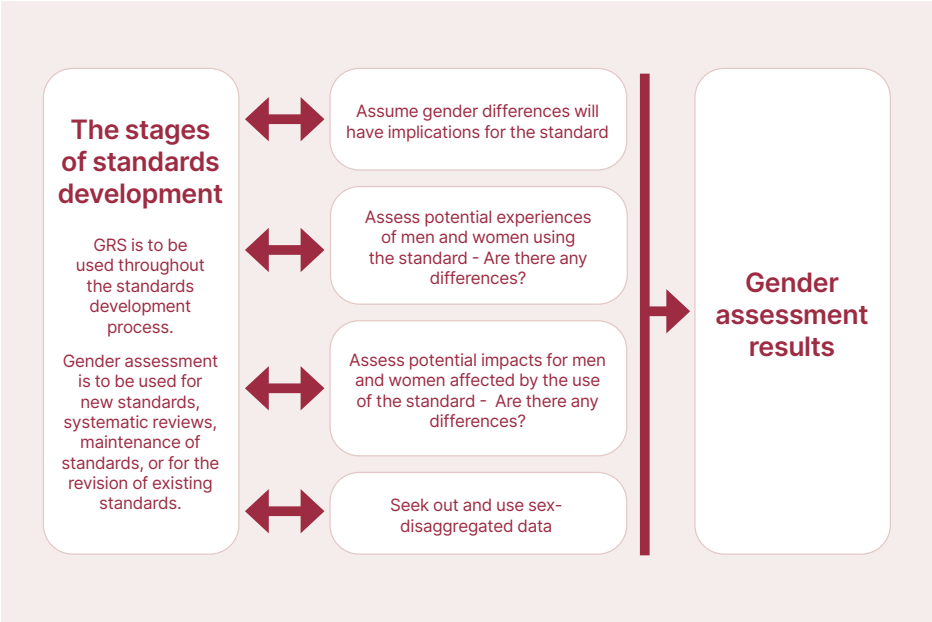 The stages
of standards
development
GRS is to be
used throughout
the standards
development
process.
Gender assessment
is to be used for
new standards,
systematic reviews,
maintenance of
standards, or for the
revision of existing
standards.
Assume gender differences will
have implications for the standard
Assess potential experiences
of men and women using
the standard - Are there any
differences?
Assess potential impacts for men
and women affected by the use
of the standard - Are there any
differences?
Seek out and use sex-
disaggregated data
Gender
assessment
results